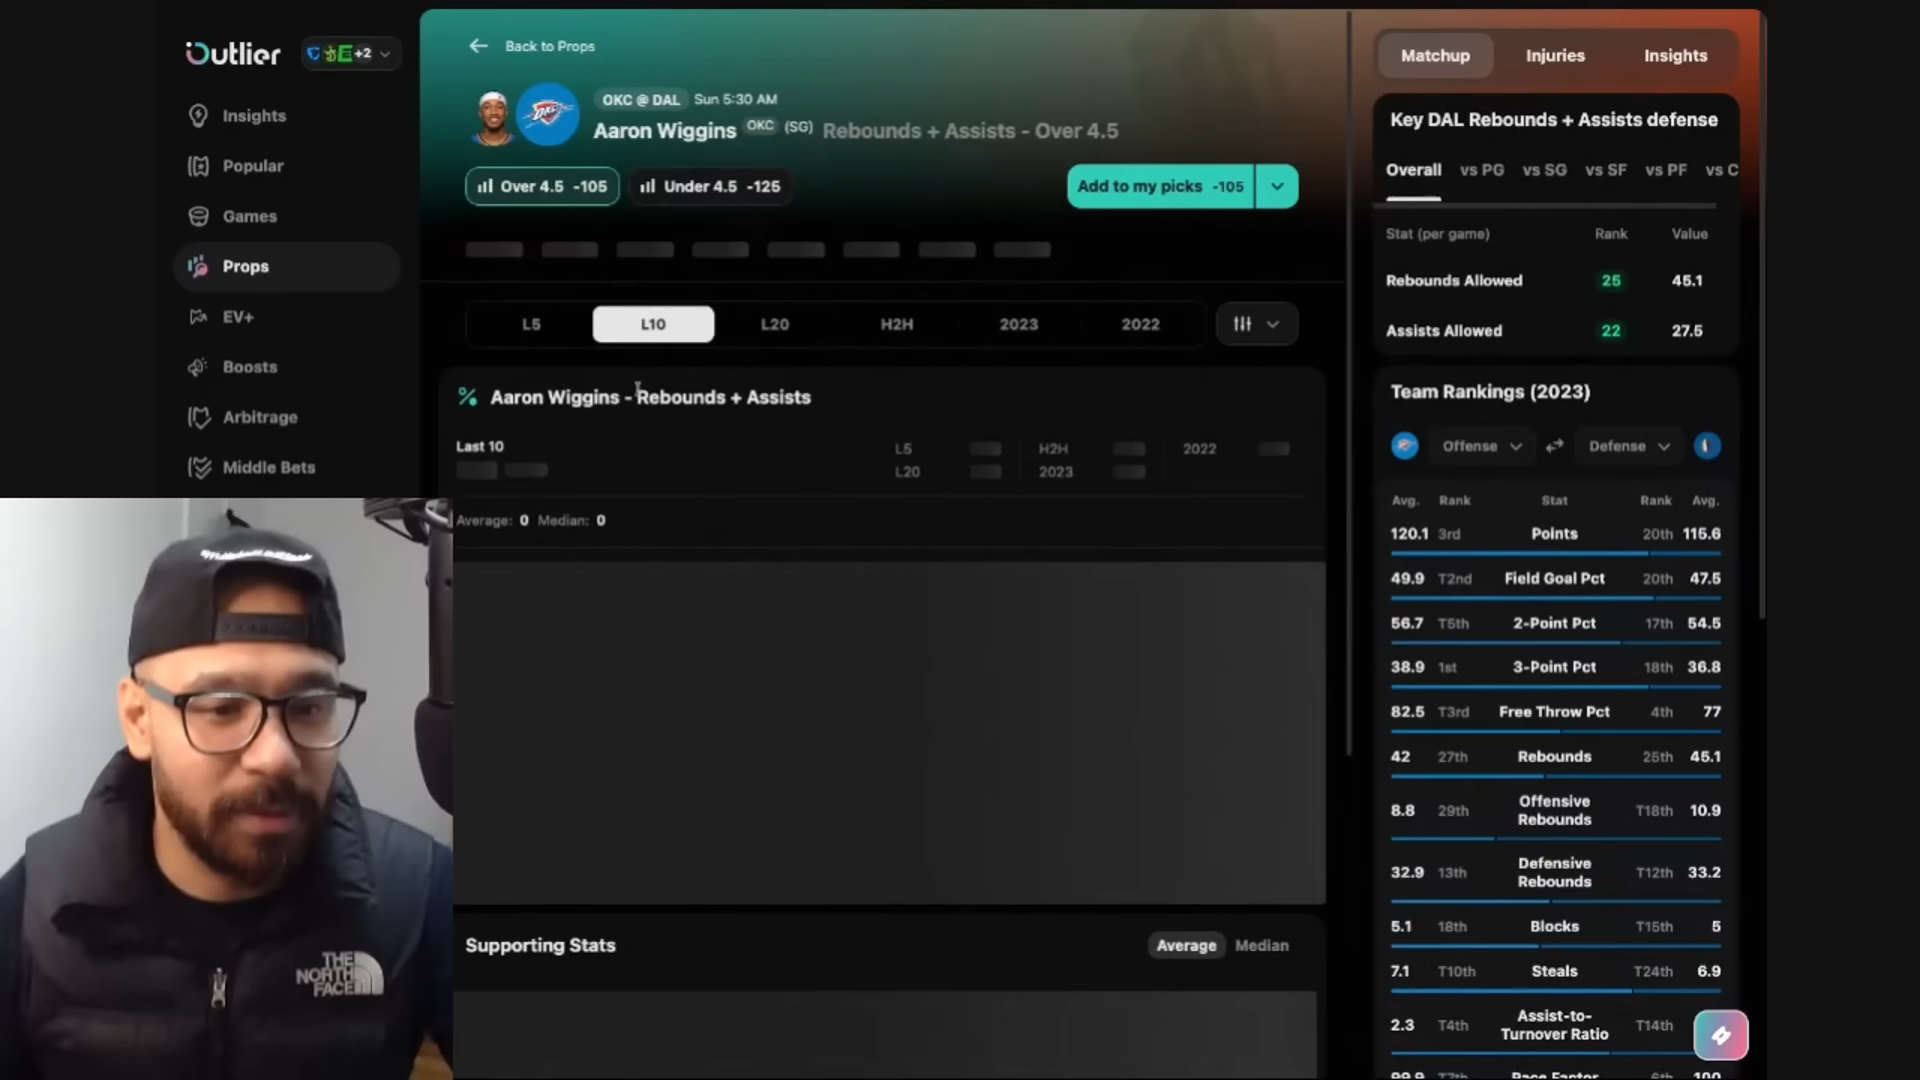 Outlier
+2
Insights
Popular
Games
Props
EV+
Boosts
Arbitrage
Middle Bets
Back to Props
OKC @ DAL Sun 5:30 AM
Aaron Wiggins OKC (SG) Rebounds + Assists - Over 4.5
Over 4.5 -105
Under 4.5 -125
Add to my picks -105
L5 L10 L20 H2H 2023 2022
Aaron Wiggins - Rebounds + Assists
Last 10
L5 H2H 2022
L20 2023
Average: 0 Median: 0
Supporting Stats
Average Median
Matchup Injuries Insights
Key DAL Rebounds + Assists defense
Overall vs PG vs SG vs SF vs PF vs C
Stat (per game) Rank Value
Rebounds Allowed 25 45.1
Assists Allowed 22 27.5
Team Rankings (2023)
Offense Defense
Avg. Rank Stat Rank Avg.
120.1 3rd Points 20th 115.6
49.9 T2nd Field Goal Pct 20th 47.5
56.7 T5th 2-Point Pct 17th 54.5
38.9 1st 3-Point Pct 18th 36.8
82.5 T3rd Free Throw Pct 4th 77
42 27th Rebounds 25th 45.1
8.8 29th Offensive Rebounds T18th 10.9
32.9 13th Defensive Rebounds T12th 33.2
5.1 18th Blocks T15th 5
7.1 T10th Steals T24th 6.9
2.3 T4th Assist-to-Turnover Ratio T14th
99.9 T7th Pace Factor 6th 100
THE
NORTH
FACE